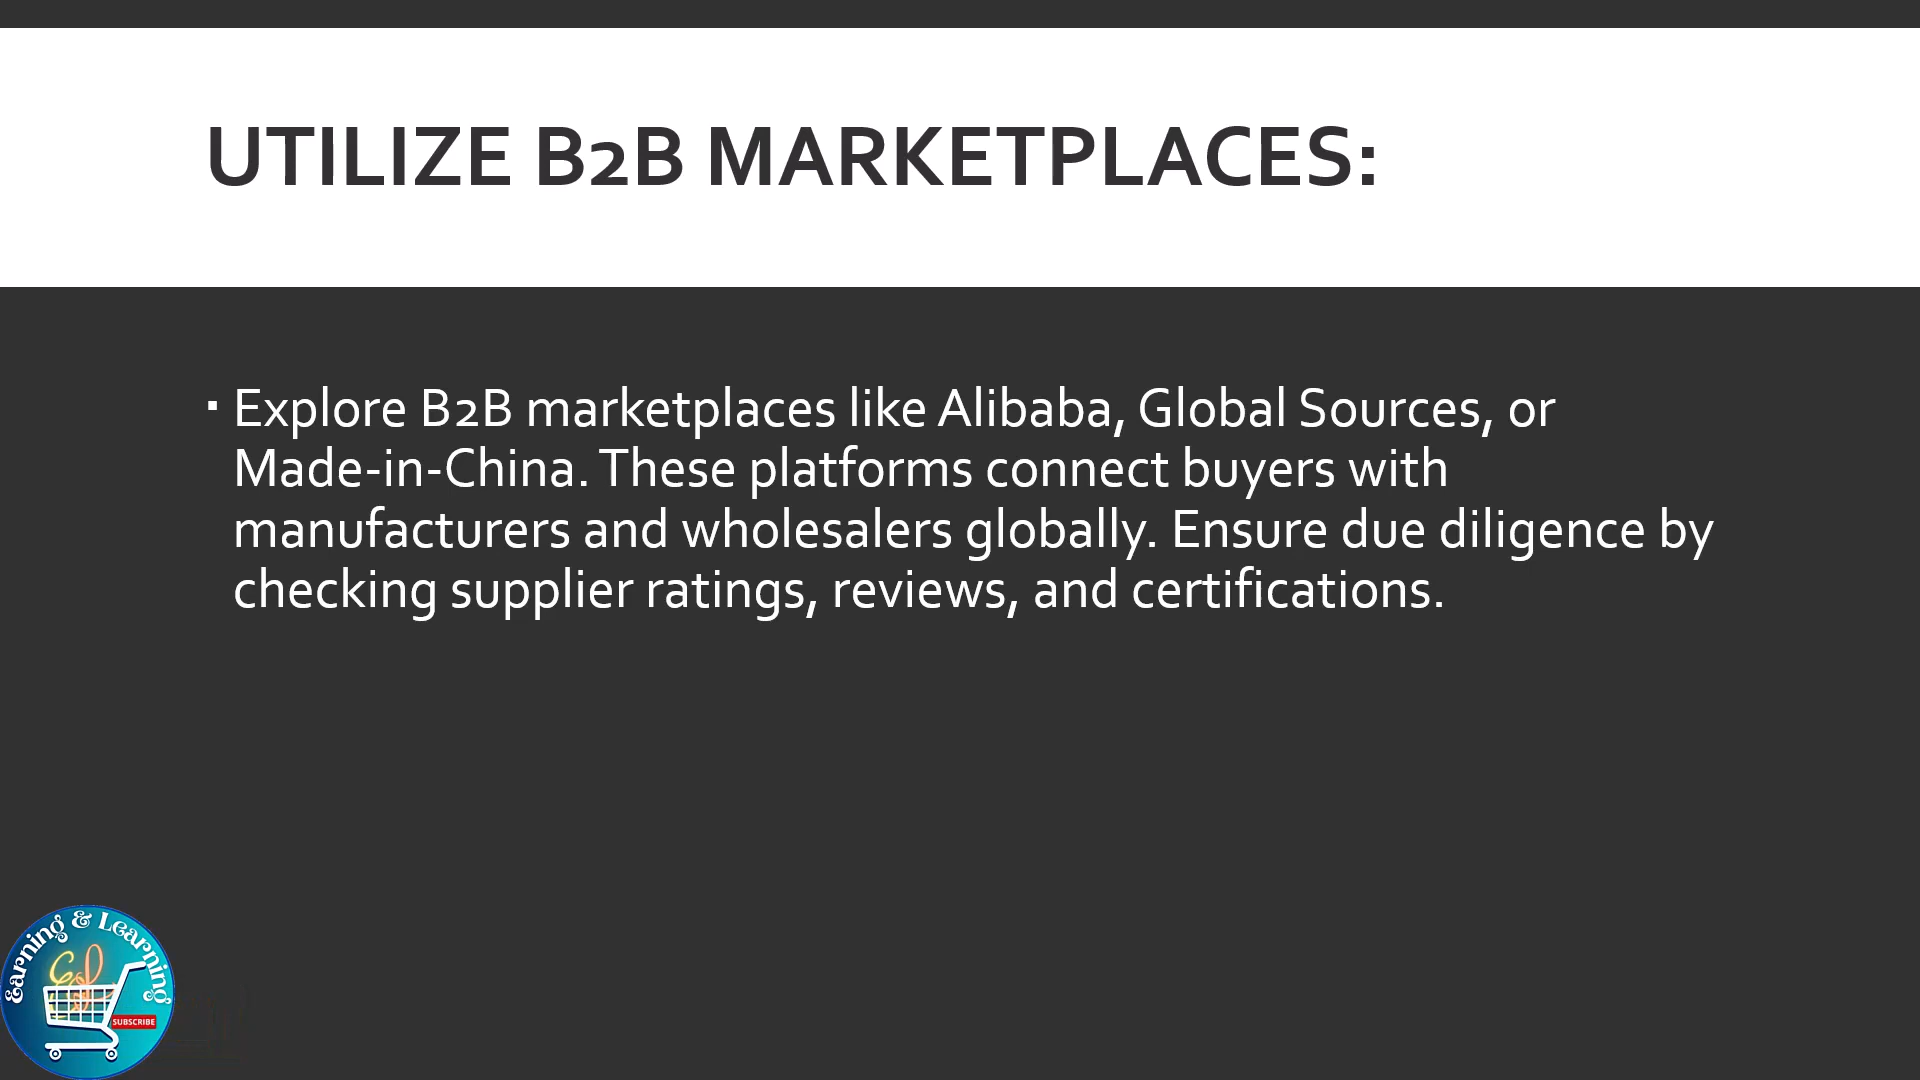 UTILIZE B2B MARKETPLACES:
▪ Explore B2B marketplaces like Alibaba, Global Sources, or
Made-in-China. These platforms connect buyers with
manufacturers and wholesalers globally. Ensure due diligence by
checking supplier ratings, reviews, and certifications.
Earning & Learning
E&L
SUBSCRIBE